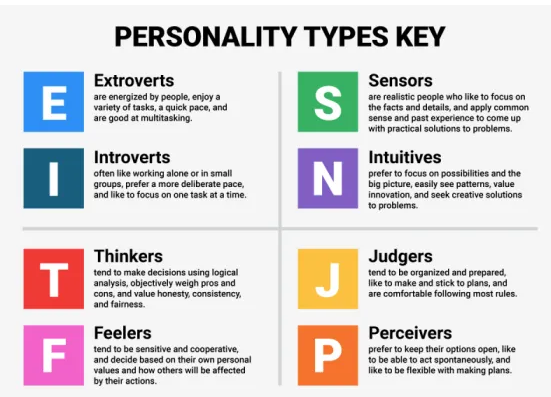 PERSONALITY TYPES KEY
E
Extroverts
are energized by people, enjoy a
variety of tasks, a quick pace, and
are good at multitasking.
S
Sensors
are realistic people who like to focus on
the facts and details, and apply common
sense and past experience to come up
with practical solutions to problems.
I
Introverts
often like working alone or in small
groups, prefer a more deliberate pace,
and like to focus on one task at a time.
N
Intuitives
prefer to focus on possibilities and the
big picture, easily see patterns, value
innovation, and seek creative solutions
to problems.
T
Thinkers
tend to make decisions using logical
analysis, objectively weigh pros and
cons, and value honesty, consistency,
and fairness.
J
Judgers
tend to be organized and prepared,
like to make and stick to plans, and
are comfortable following most rules.
F
Feelers
tend to be sensitive and cooperative,
and decide based on their own personal
values and how others will be affected
by their actions.
P
Perceivers
prefer to keep their options open, like
to be able to act spontaneously, and
like to be flexible with making plans.